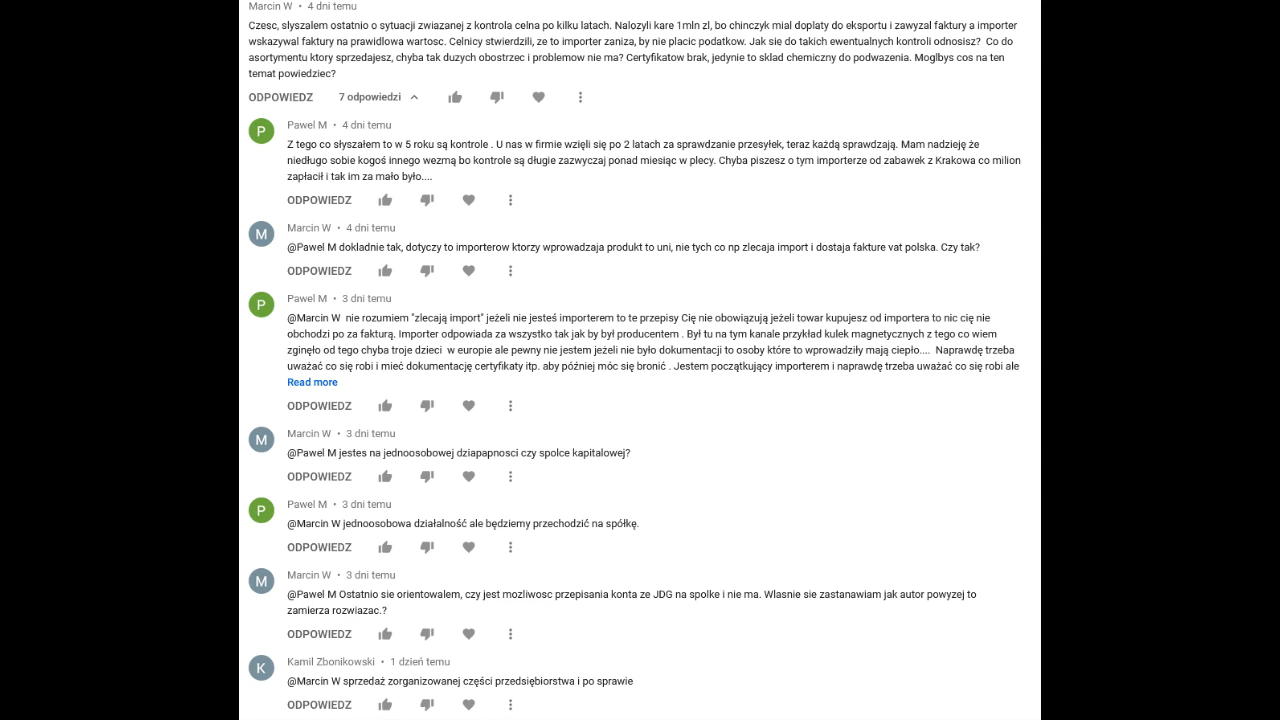 Marcin W • 4 dni temu
Czesc, slyszalem ostatnio o sytuacji zwiazanej z kontrola celna po kilku latach. Nalozyli kare 1mln zl, bo chinczyk mial doplaty do eksportu i zawyzal faktury a importer
wskazywal faktury na prawidlowa wartosc. Celnicy stwierdzili, ze to importer zaniza, by nie placic podatkow. Jak sie do takich ewentualnych kontroli odnosisz?  Co do
asortymentu ktory sprzedajesz, chyba tak duzych obostrzec i problemow nie ma? Certyfikatow brak, jedynie to sklad chemiczny do podwazenia. Moglbys cos na ten
temat powiedziec?
ODPOWIEDZ 7 odpowiedzi
P Pawel M • 4 dni temu
Z tego co słyszałem to w 5 roku są kontrole . U nas w firmie wzięli się po 2 latach za sprawdzanie przesyłek, teraz każdą sprawdzają. Mam nadzieję że
niedługo sobie kogoś innego wezmą bo kontrole są długie zazwyczaj ponad miesiąc w plecy. Chyba piszesz o tym importerze od zabawek z Krakowa co milion
zapłacił i tak im za mało było....
ODPOWIEDZ
M Marcin W • 4 dni temu
@Pawel M dokladnie tak, dotyczy to importerow ktorzy wprowadzaja produkt to uni, nie tych co np zlecaja import i dostaja fakture vat polska. Czy tak?
ODPOWIEDZ
P Pawel M • 3 dni temu
@Marcin W  nie rozumiem "zlecają import" jeżeli nie jesteś importerem to te przepisy Cię nie obowiązują jeżeli towar kupujesz od importera to nic cię nie
obchodzi po za fakturą. Importer odpowiada za wszystko tak jak by był producentem . Był tu na tym kanale przykład kulek magnetycznych z tego co wiem
zginęło od tego chyba troje dzieci  w europie ale pewny nie jestem jeżeli nie było dokumentacji to osoby które to wprowadziły mają ciepło....  Naprawdę trzeba
uważać co się robi i mieć dokumentację certyfikaty itp. aby później móc się bronić . Jestem początkujący importerem i naprawdę trzeba uważać co się robi ale
Read more
ODPOWIEDZ
M Marcin W • 3 dni temu
@Pawel M jestes na jednoosobowej dziapapnosci czy spolce kapitalowej?
ODPOWIEDZ
P Pawel M • 3 dni temu
@Marcin W jednoosobowa działalność ale będziemy przechodzić na spółkę.
ODPOWIEDZ
M Marcin W • 3 dni temu
@Pawel M Ostatnio sie orientowalem, czy jest mozliwosc przepisania konta ze JDG na spolke i nie ma. Wlasnie sie zastanawiam jak autor powyzej to
zamierza rozwiazac.?
ODPOWIEDZ
K Kamil Zbonikowski • 1 dzień temu
@Marcin W sprzedaż zorganizowanej części przedsiębiorstwa i po sprawie
ODPOWIEDZ